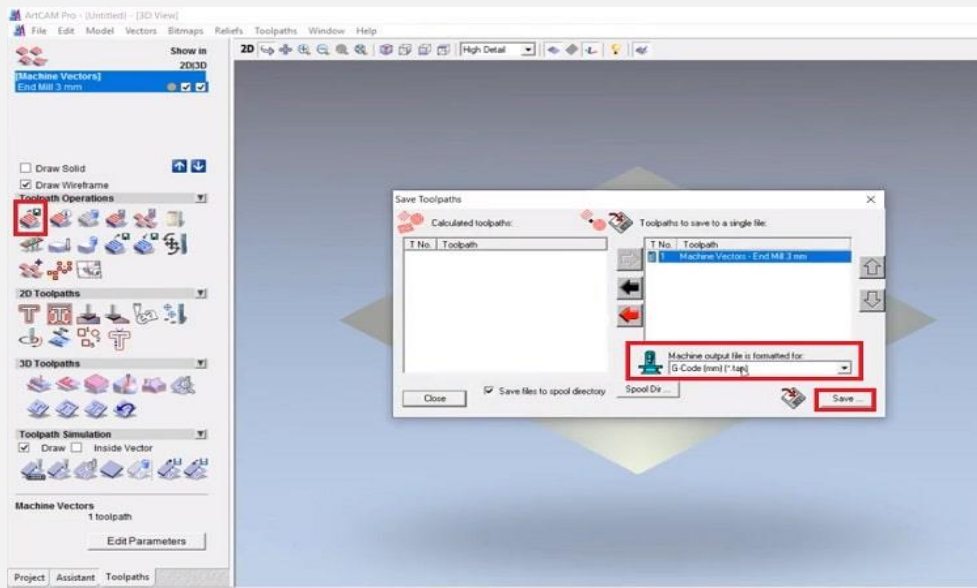 ArtCAM Pro - (Untitled) - [3D View]
File Edit Model Vectors Bitmaps Reliefs Toolpaths Window Help
Show in
2D|3D
2D
High Detail
[Machine Vectors]
End Mill 3 mm
Draw Solid
Draw Wireframe
Toolpath Operations
2D Toolpaths
3D Toolpaths
Toolpath Simulation
Draw Inside Vector
Machine Vectors
1 toolpath
Edit Parameters
Project Assistant Toolpaths
Save Toolpaths
Calculated toolpaths:
T No. Toolpath
Toolpaths to save to a single file:
T No. Toolpath
1 Machine Vectors - End Mill 3 mm
Machine output file is formatted for:
G-Code (mm) (*.tap)
Close
Save files to spool directory
Spool Dir ...
Save ...